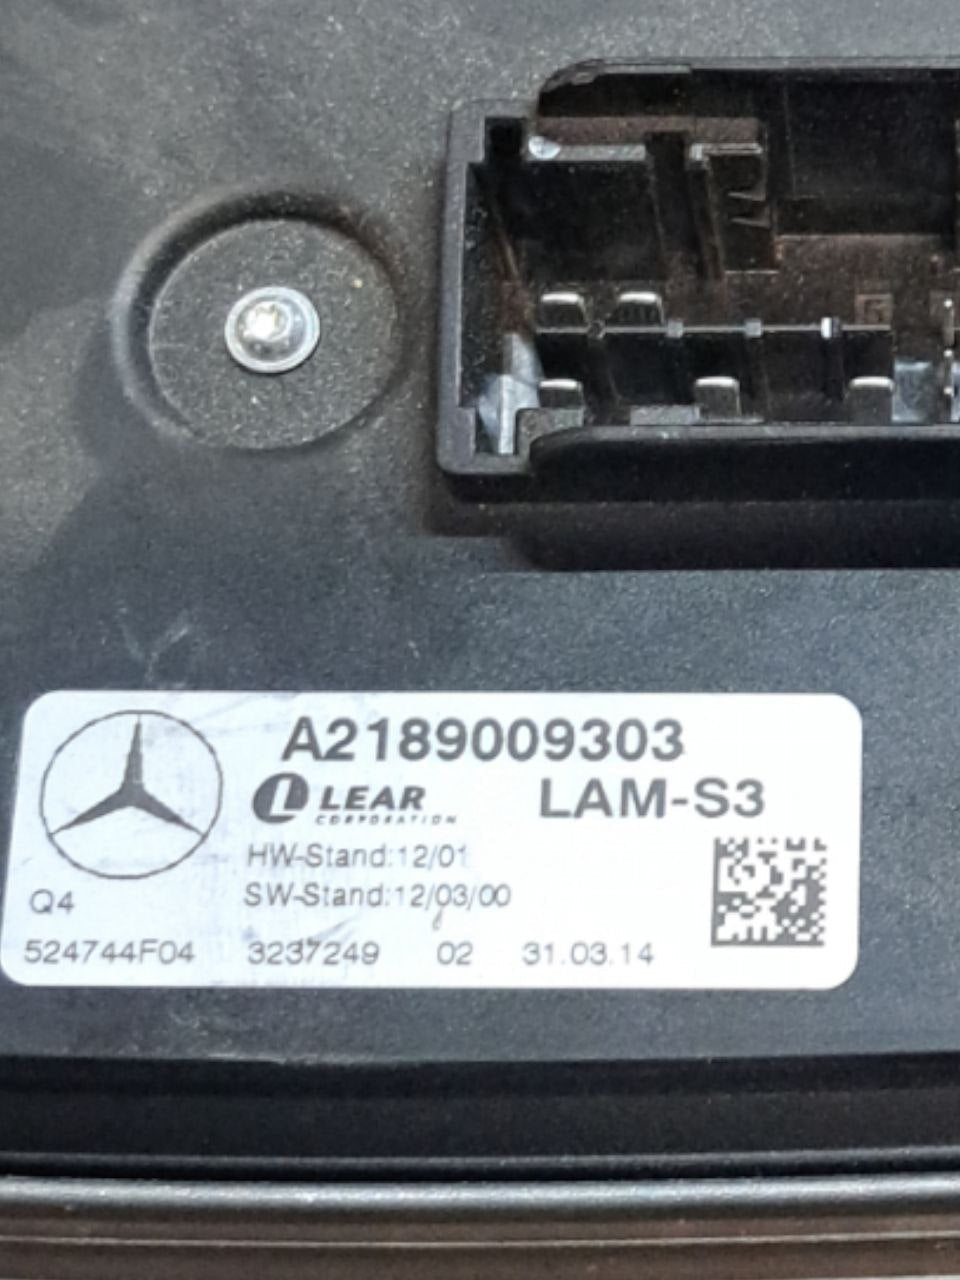 A2189009303
LEAR LAM-S3
CORPORATION
HW-Stand:12/01
SW-Stand:12/03/00
Q4
524744F04 3237249 02 31.03.14